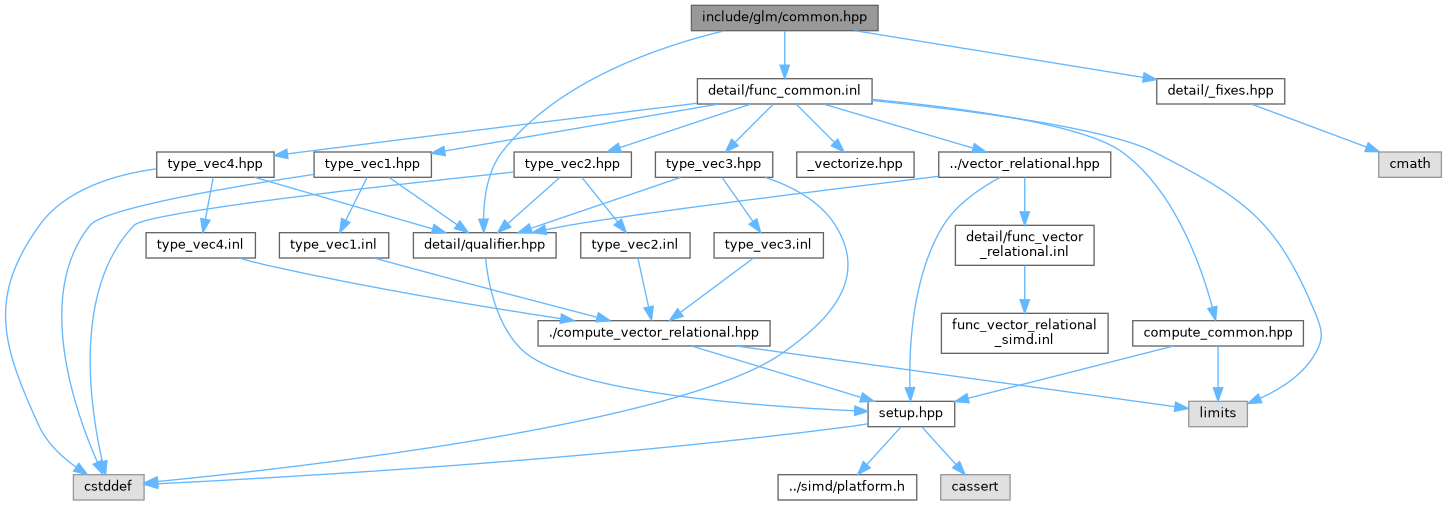 include/glm/common.hpp
detail/func_common.inl
detail/_fixes.hpp
type_vec4.hpp
type_vec1.hpp
type_vec2.hpp
type_vec3.hpp
_vectorize.hpp
../vector_relational.hpp
cmath
type_vec4.inl
type_vec1.inl
detail/qualifier.hpp
type_vec2.inl
type_vec3.inl
detail/func_vector
_relational.inl
./compute_vector_relational.hpp
func_vector_relational
_simd.inl
compute_common.hpp
setup.hpp
limits
cstddef
../simd/platform.h
cassert